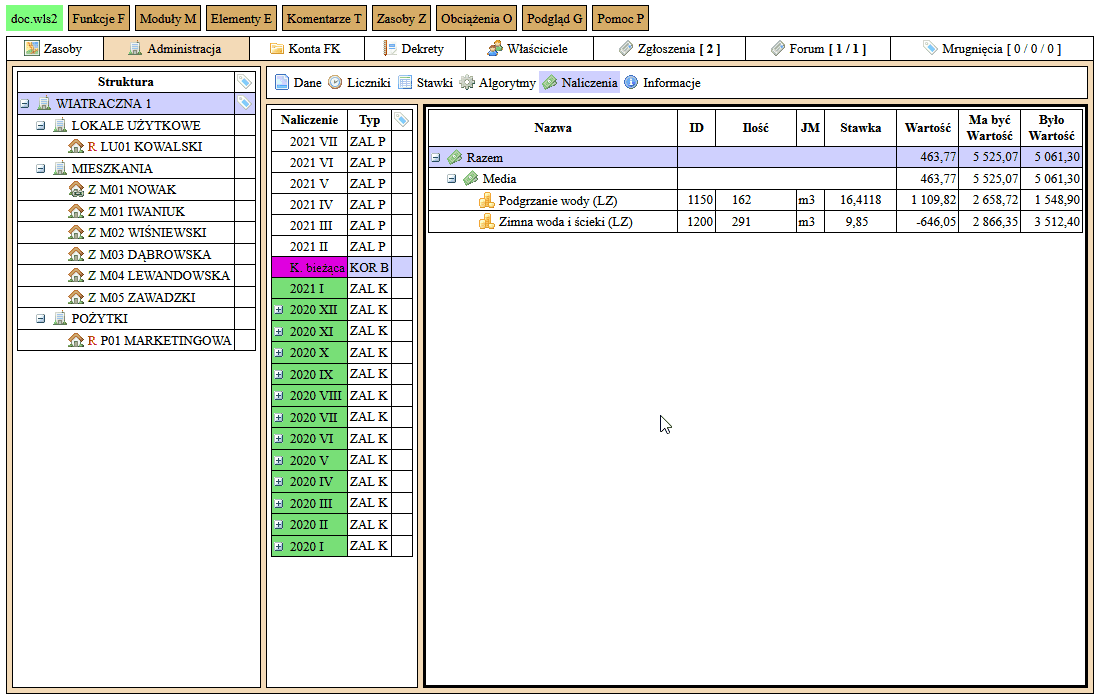 doc.wls2 Funkcje F Moduły M Elementy E Komentarze T Zasoby Z Obciążenia O Podgląd G Pomoc P
Zasoby Administracja Konta FK Dekrety Właściciele Zgłoszenia [ 2 ] Forum [ 1 / 1 ] Mrugnięcia [ 0 / 0 / 0 ]
Struktura
WIATRACZNA 1
LOKALE UŻYTKOWE
R LU01 KOWALSKI
MIESZKANIA
Z M01 NOWAK
Z M01 IWANIUK
Z M02 WIŚNIEWSKI
Z M03 DĄBROWSKA
Z M04 LEWANDOWSKA
Z M05 ZAWADZKI
POŻYTKI
R P01 MARKETINGOWA
Dane Liczniki Stawki Algorytmy Naliczenia Informacje
Naliczenie Typ
2021 VII ZAL P
2021 VI ZAL P
2021 V ZAL P
2021 IV ZAL P
2021 III ZAL P
2021 II ZAL P
K. bieżąca KOR B
2021 I ZAL K
2020 XII ZAL K
2020 XI ZAL K
2020 X ZAL K
2020 IX ZAL K
2020 VIII ZAL K
2020 VII ZAL K
2020 VI ZAL K
2020 V ZAL K
2020 IV ZAL K
2020 III ZAL K
2020 II ZAL K
2020 I ZAL K
Nazwa ID Ilość JM Stawka Wartość Ma być Wartość Było Wartość
Razem 463,77 5 525,07 5 061,30
Media 463,77 5 525,07 5 061,30
Podgrzanie wody (LZ) 1150 162 m3 16,4118 1 109,82 2 658,72 1 548,90
Zimna woda i ścieki (LZ) 1200 291 m3 9,85 -646,05 2 866,35 3 512,40